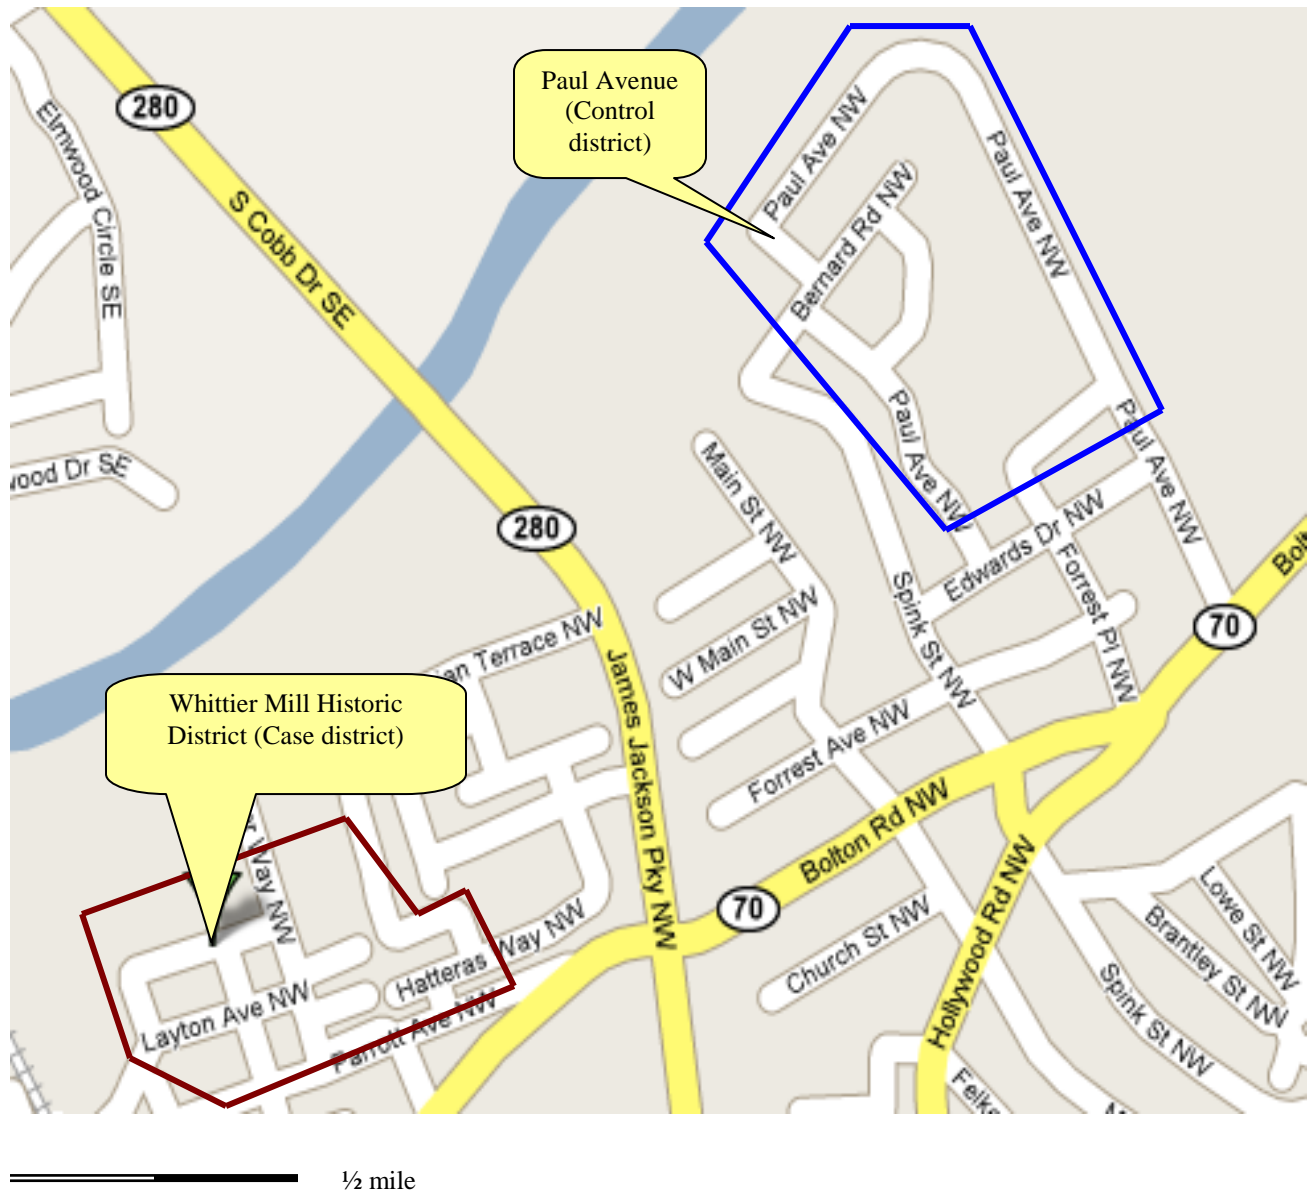 Paul Avenue
(Control
district)
280
Elmwood Circle SE
S Cobb Dr SE
Paul Ave NW
Paul Ave NW
Bernard Rd NW
Paul Ave NW
Paul Ave NW
Main St NW
wood Dr SE
280
Edwards Dr NW
Spink St NW
Forrest Pl NW
70
W Main St NW
Terrace NW
James Jackson Pky NW
Whittier Mill Historic
District (Case district)
Forrest Ave NW
Bolton Rd NW
Way NW
70
Hatteras Way NW
Church St NW
Hollywood Rd NW
Lowe St NW
Brantley St NW
Spink St NW
Layton Ave NW
Parrott Ave NW
½ mile